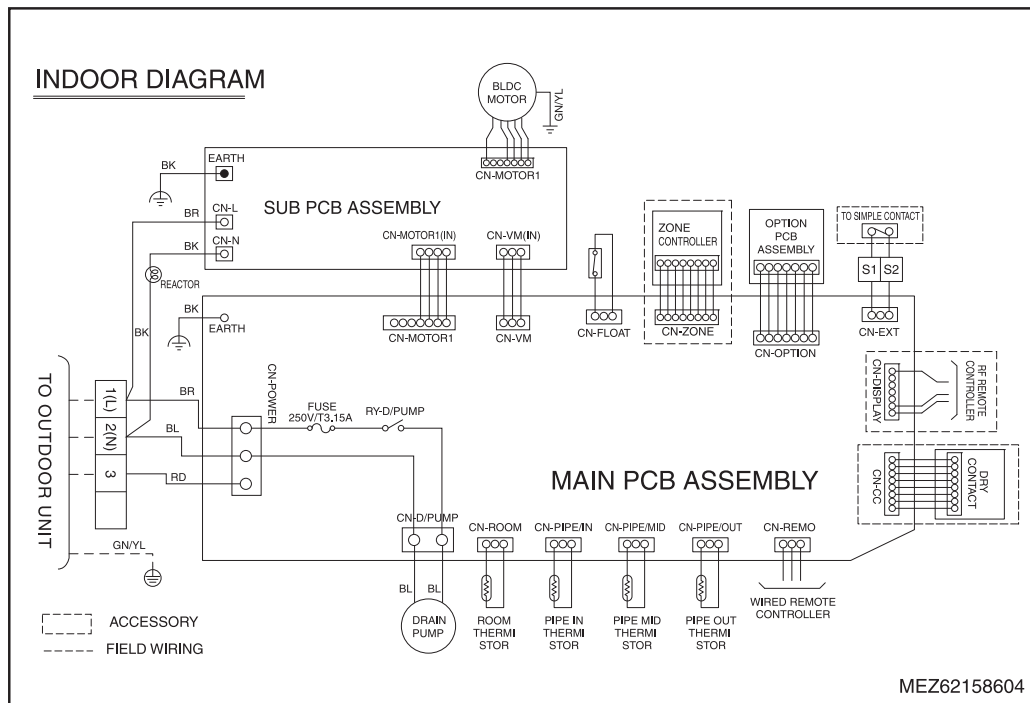 INDOOR DIAGRAM
BLDC
MOTOR
GN/YL
CN-MOTOR1
BK
EARTH
BR
CN-L
BK
CN-N
SUB PCB ASSEMBLY
CN-MOTOR1(IN)
CN-VM(IN)
REACTOR
BK
BK
EARTH
CN-MOTOR1
CN-VM
CN-FLOAT
ZONE
CONTROLLER
CN-ZONE
OPTION
PCB
ASSEMBLY
CN-OPTION
TO SIMPLE CONTACT
S1
S2
CN-EXT
CN-DISPLAY
RF REMOTE
CONTROLLER
CN-CC
DRY
CONTACT
TO OUTDOOR UNIT
1(L)
2(N)
3
BR
BL
RD
GN/YL
CN-POWER
FUSE
250V/T3.15A
RY-D/PUMP
MAIN PCB ASSEMBLY
CN-D/PUMP
CN-ROOM
CN-PIPE/IN
CN-PIPE/MID
CN-PIPE/OUT
CN-REMO
BL
BL
DRAIN
PUMP
ROOM
THERMI
STOR
PIPE IN
THERMI
STOR
PIPE MID
THERMI
STOR
PIPE OUT
THERMI
STOR
WIRED REMOTE
CONTROLLER
ACCESSORY
FIELD WIRING
MEZ62158604